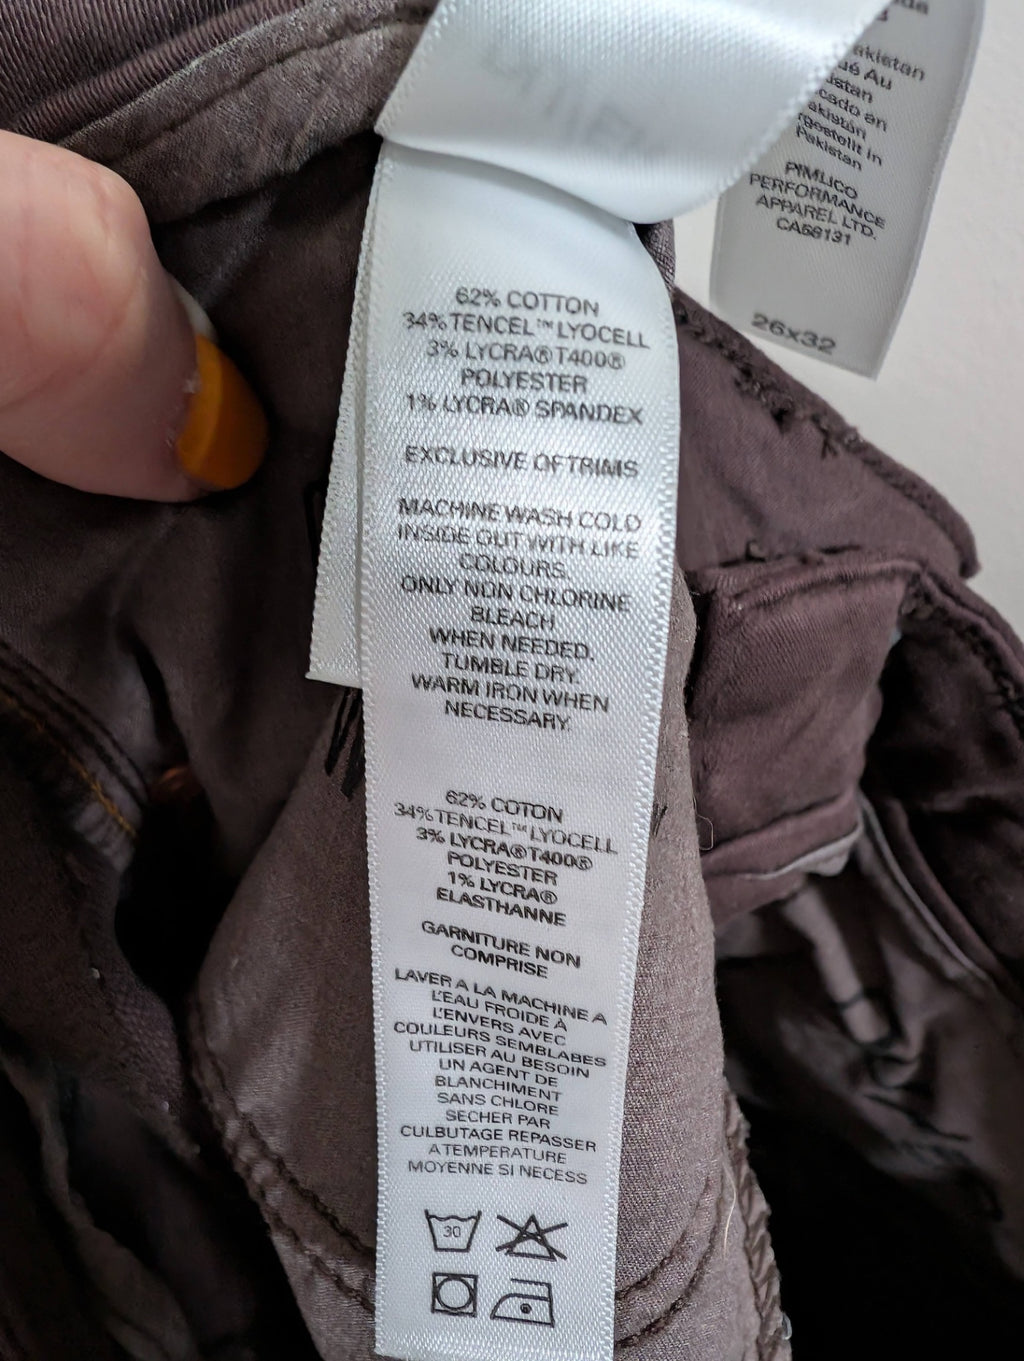 62% COTTON
34% TENCEL™ LYOCELL
3% LYCRA® T400®
POLYESTER
1% LYCRA® SPANDEX
EXCLUSIVE OF TRIMS
MACHINE WASH COLD
INSIDE OUT WITH LIKE
COLOURS.
ONLY NON CHLORINE
BLEACH
WHEN NEEDED.
TUMBLE DRY.
WARM IRON WHEN
NECESSARY.
62% COTON
34% TENCEL™ LYOCELL
3% LYCRA® T400®
POLYESTER
1% LYCRA®
ELASTHANNE
GARNITURE NON
COMPRISE
LAVER A LA MACHINE A
L'EAU FROIDE À
L'ENVERS AVEC
COULEURS SEMBLABES
UTILISER AU BESOIN
UN AGENT DE
BLANCHIMENT
SANS CHLORE
SECHER PAR
CULBUTAGE REPASSER
A TEMPERATURE
MOYENNE SI NECESS
30
Au
en
in
Pakistan
PIMLICO
PERFORMANCE
APPAREL LTD.
CA56131
26x32